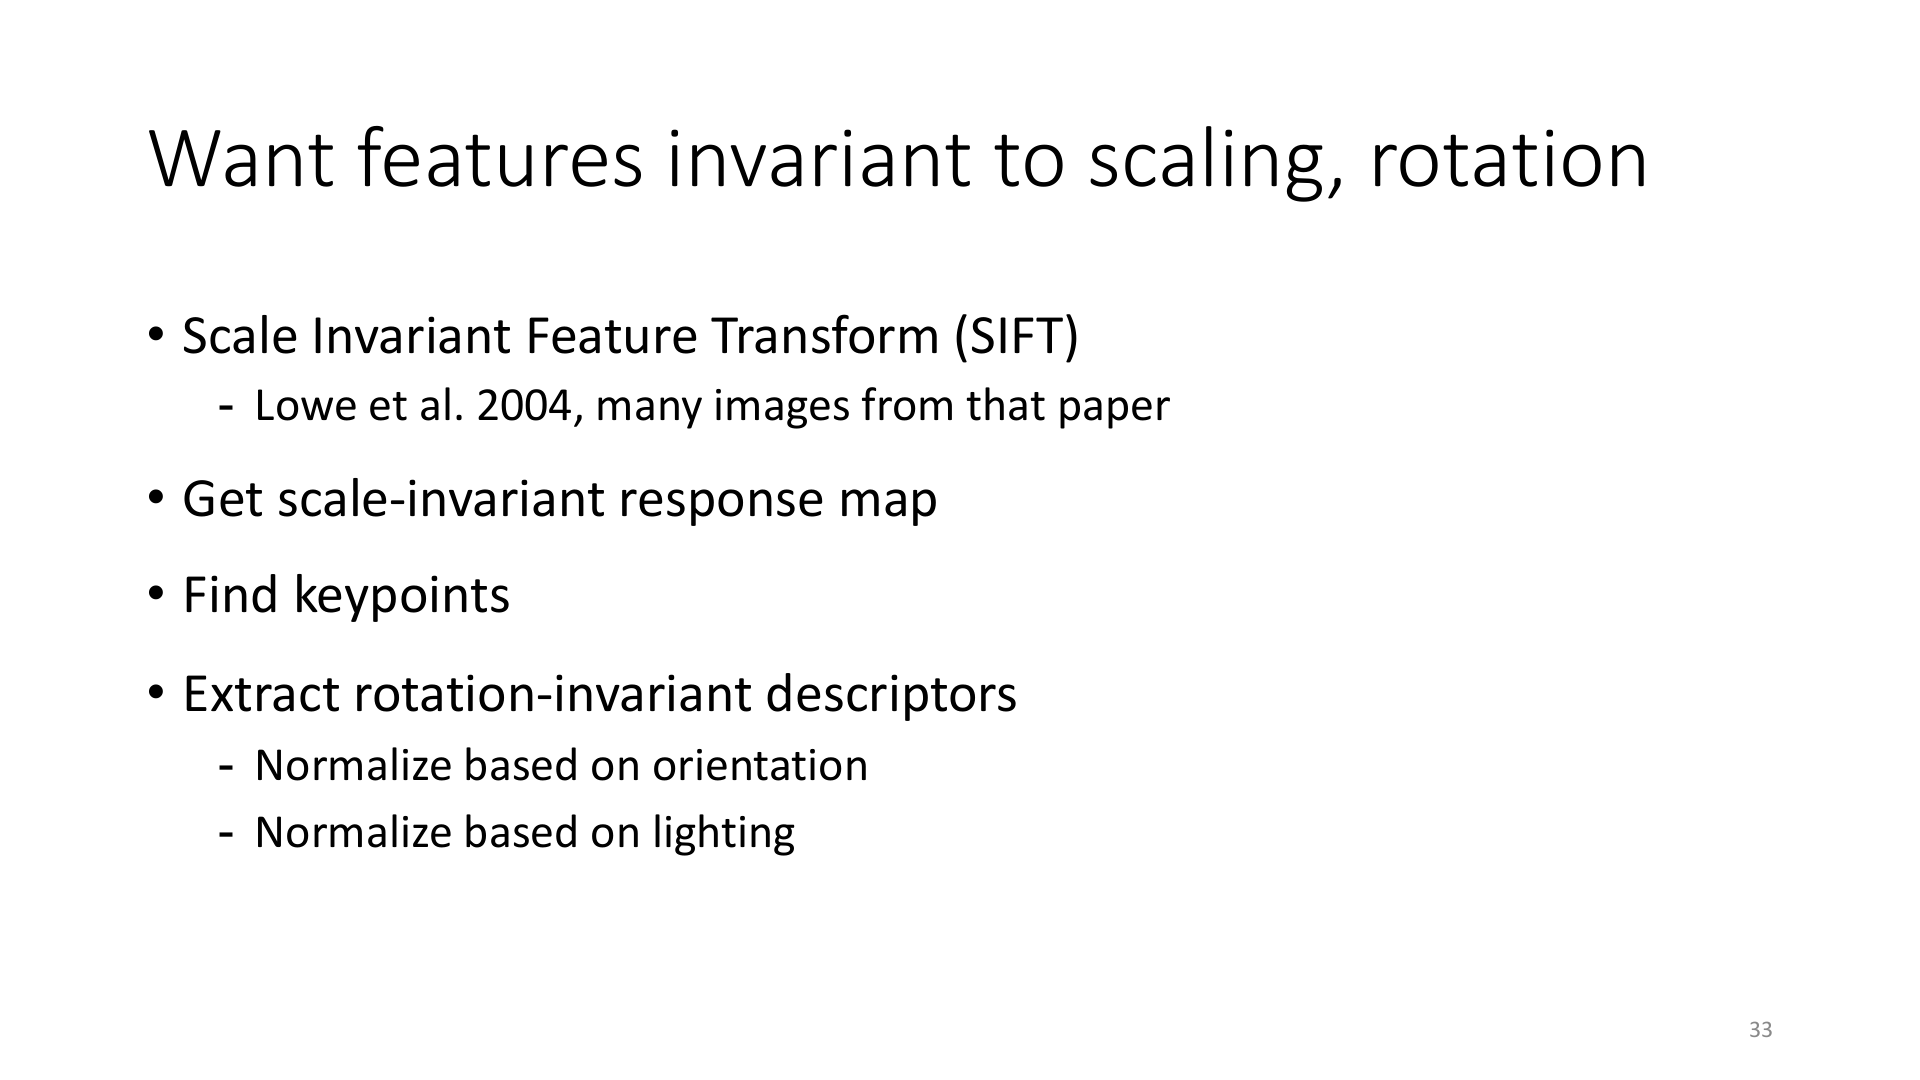 Want features invariant to scaling, rotation
• Scale Invariant Feature Transform (SIFT)
- Lowe et al. 2004, many images from that paper
• Get scale-invariant response map
• Find keypoints
• Extract rotation-invariant descriptors
- Normalize based on orientation
- Normalize based on lighting
33